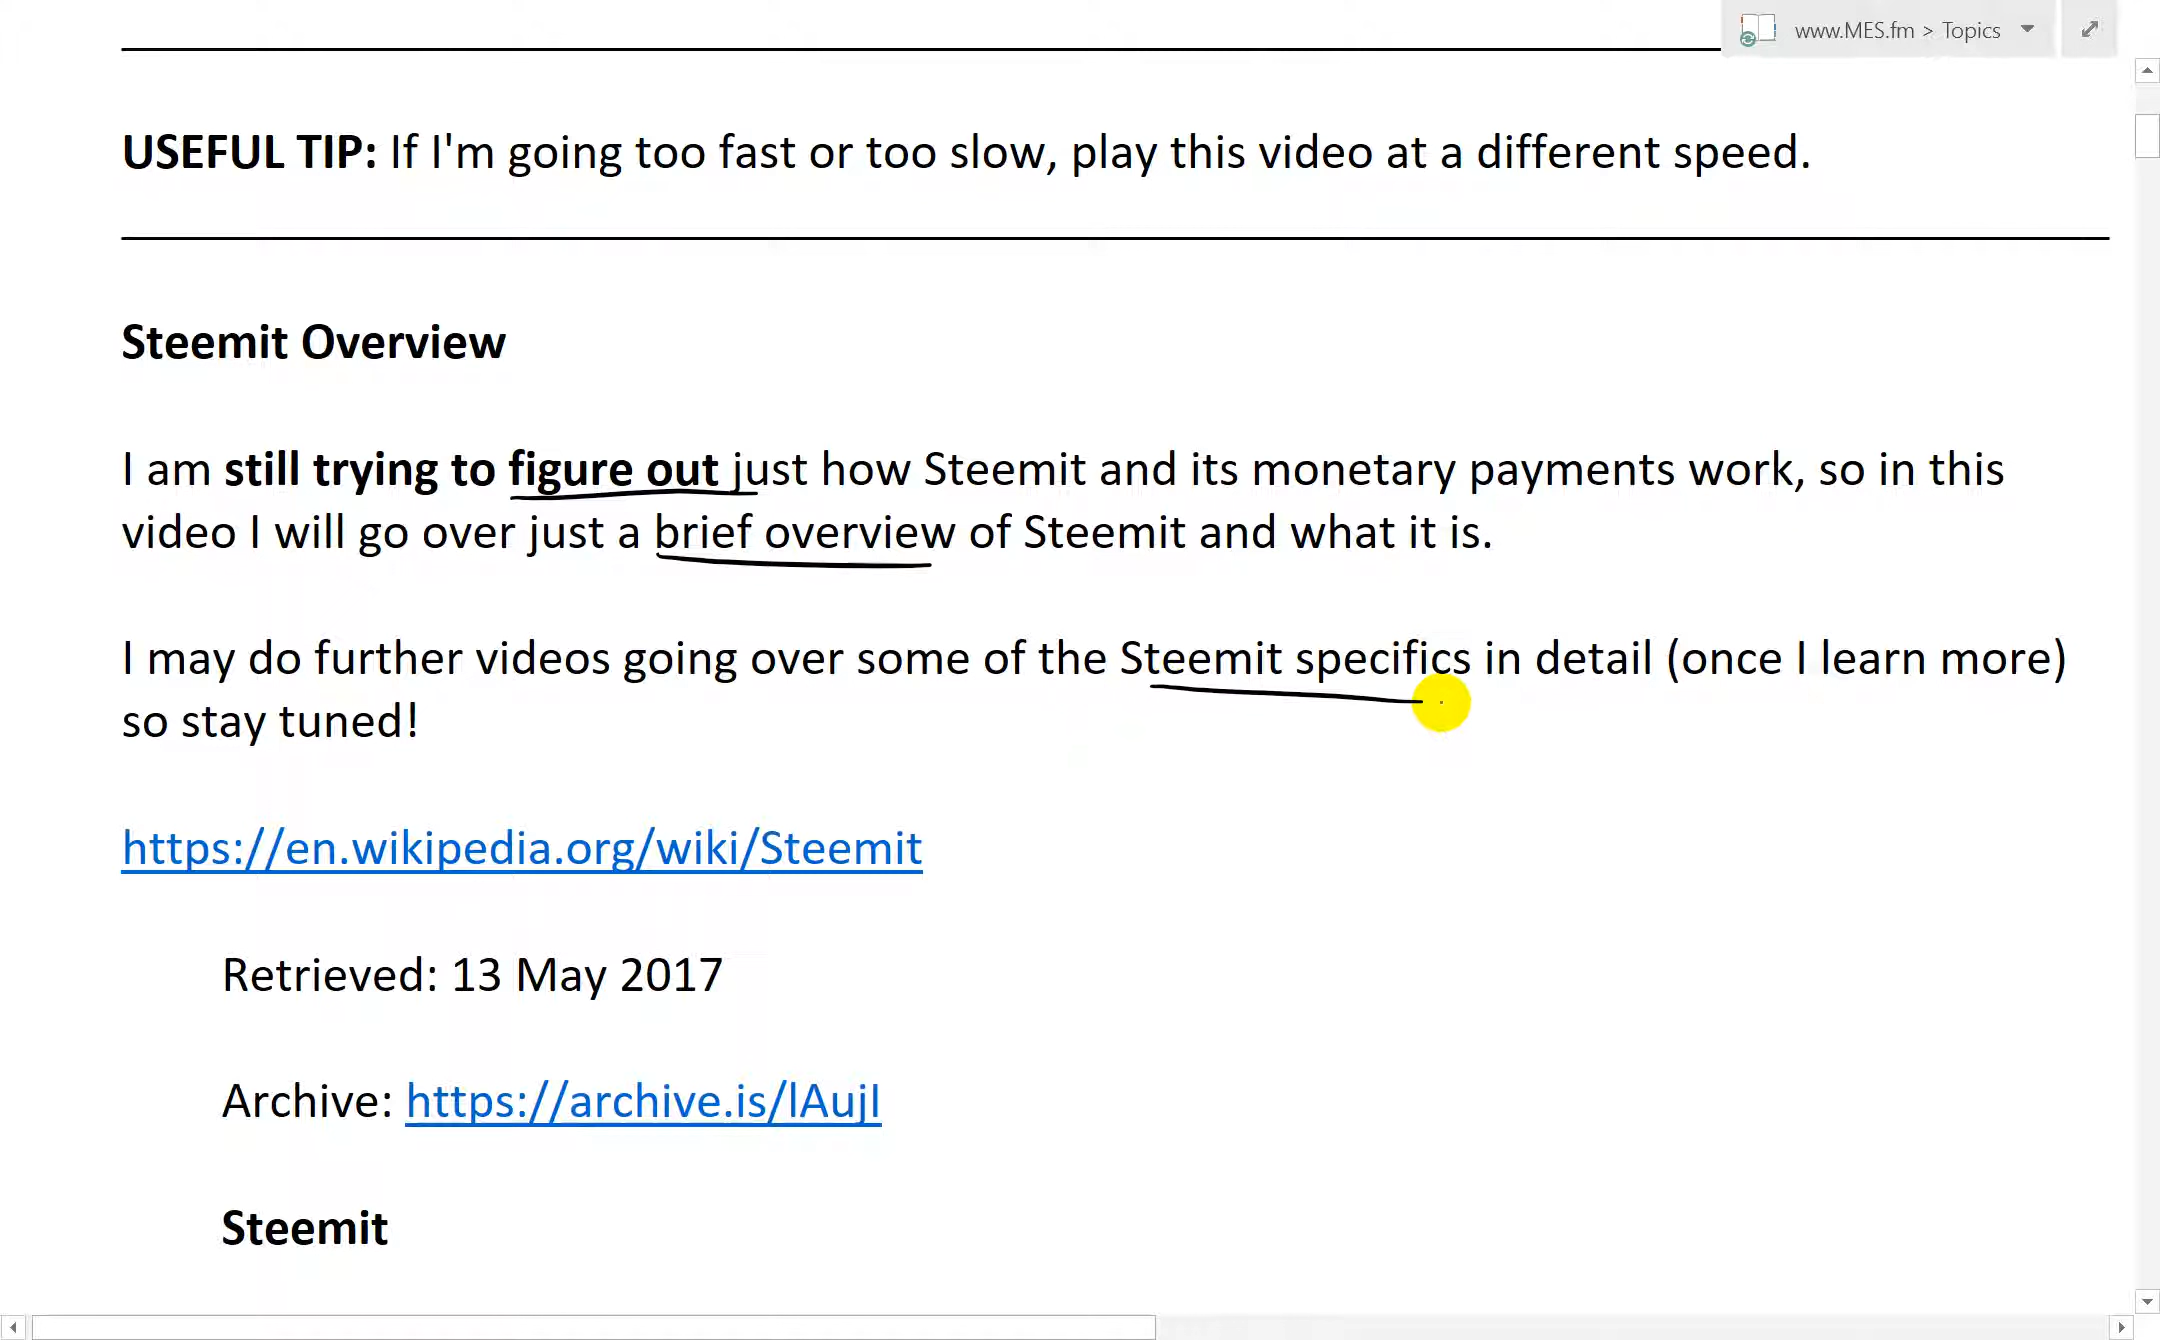 www.MES.fm > Topics
USEFUL TIP: If I'm going too fast or too slow, play this video at a different speed.
Steemit Overview
I am still trying to figure out just how Steemit and its monetary payments work, so in this
video I will go over just a brief overview of Steemit and what it is.
I may do further videos going over some of the Steemit specifics in detail (once I learn more)
so stay tuned!
https://en.wikipedia.org/wiki/Steemit
Retrieved: 13 May 2017
Archive: https://archive.is/lAujI
Steemit